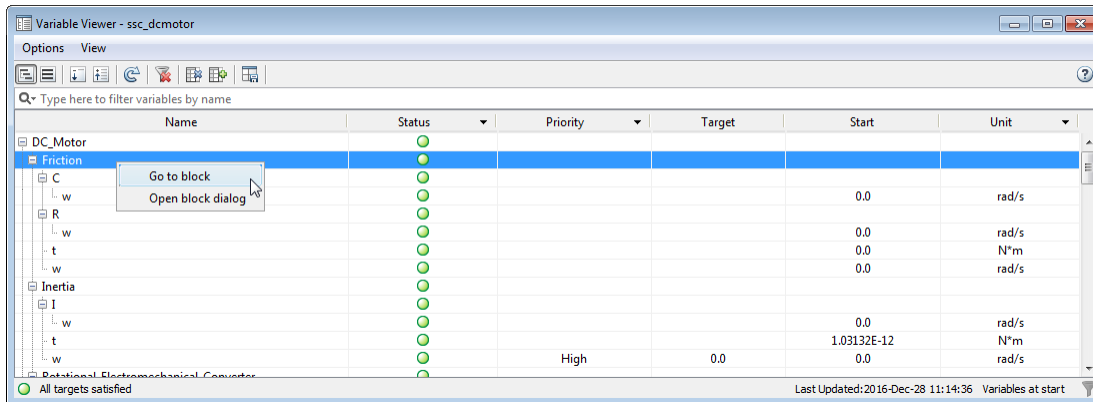 Variable Viewer - ssc_dcmotor
Options View
Type here to filter variables by name
Name Status Priority Target Start Unit
DC_Motor
Friction
C
w 0.0 rad/s
R
w 0.0 rad/s
t 0.0 N*m
w 0.0 rad/s
Go to block
Open block dialog
Inertia
I
w 0.0 rad/s
t 1.03132E-12 N*m
w High 0.0 0.0 rad/s
Rotational_Electromechanical_Converter
All targets satisfied Last Updated:2016-Dec-28 11:14:36 Variables at start